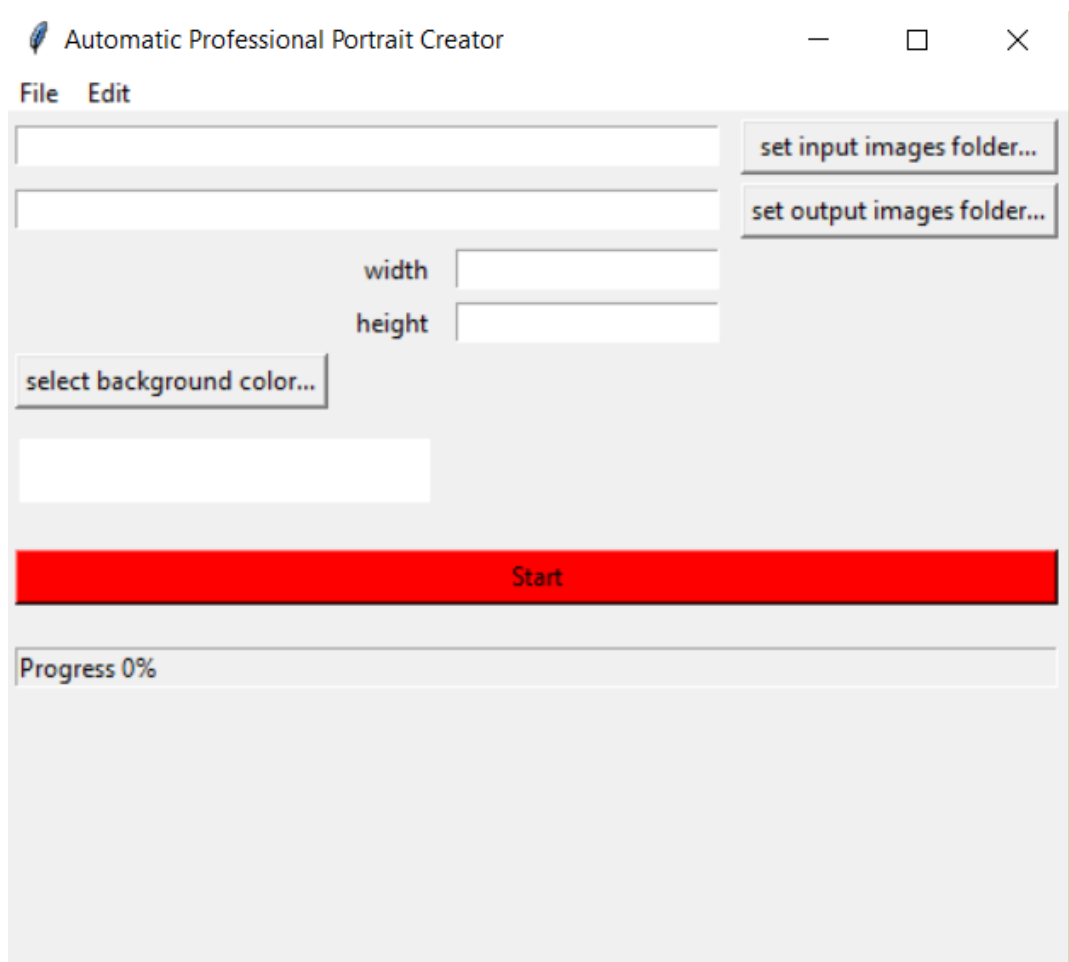 Automatic Professional Portrait Creator
File Edit
set input images folder...
set output images folder...
width
height
select background color...
Start
Progress 0%